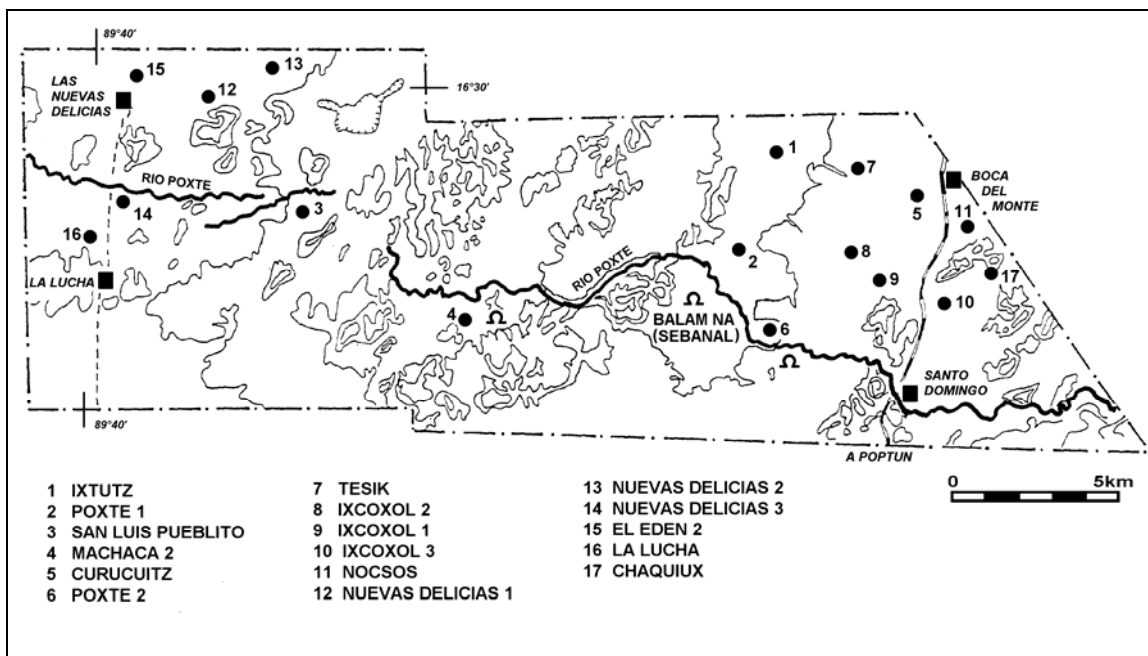 89°40'
15
13
12
LAS
NUEVAS
DELICIAS
16°30'
1
7
BOCA
DEL
MONTE
5
RIO POXTE
14
3
11
16
2
8
17
LA LUCHA
RIO POXTE
9
10
4
Ω
Ω
BALAM NA
(SEBANAL)
6
Ω
SANTO
DOMINGO
89°40'
A POPTUN
0 5km
1 IXTUTZ
2 POXTE 1
3 SAN LUIS PUEBLITO
4 MACHACA 2
5 CURUCUITZ
6 POXTE 2
7 TESIK
8 IXCOXOL 2
9 IXCOXOL 1
10 IXCOXOL 3
11 NOCSOS
12 NUEVAS DELICIAS 1
13 NUEVAS DELICIAS 2
14 NUEVAS DELICIAS 3
15 EL EDEN 2
16 LA LUCHA
17 CHAQUIUX